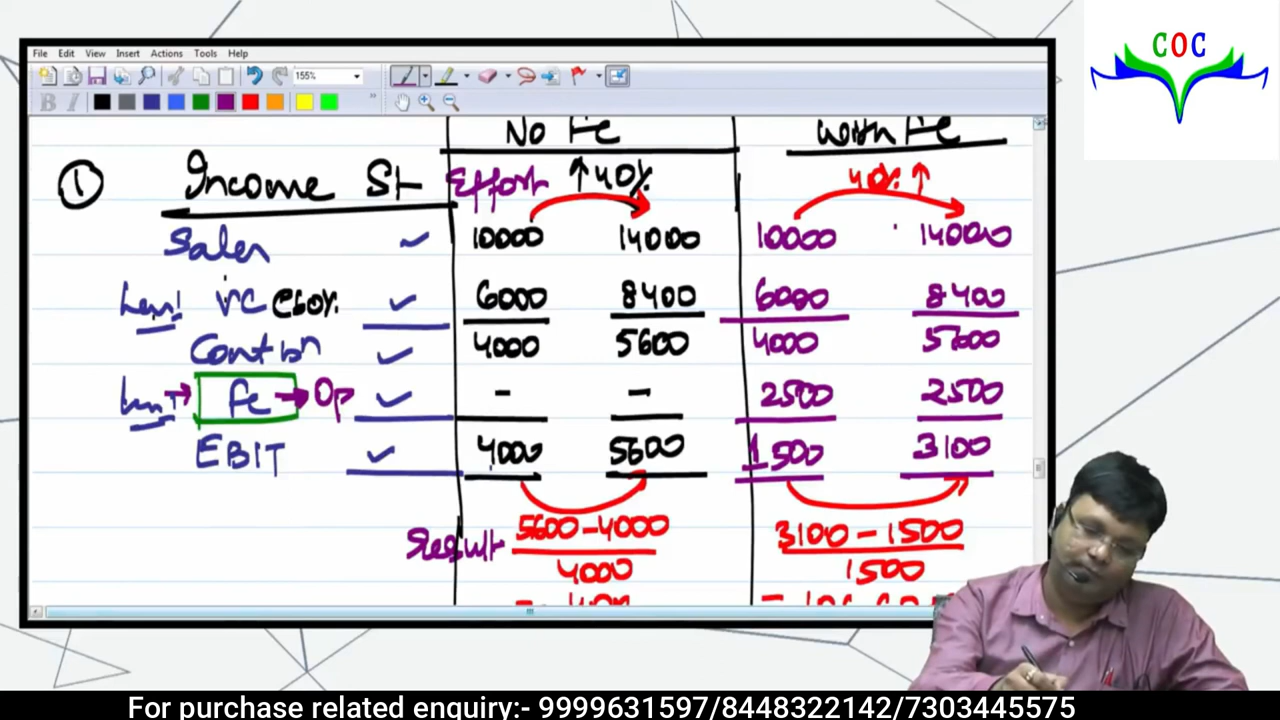 COC
File Edit View Insert Actions Tools Help
155%
B I
No FC with FC
① Income St Effort ↑40% 40%↑
Sales 10000 14000 10000 14000
VC @60% 6000 8400 6000 8400
4000 5600 4000 5600
FC → Op - - 2500 2500
EBIT 4000 5600 1500 3100
Result 5600-4000 3100-1500
4000 1500
For purchase related enquiry:- 9999631597/8448322142/7303445575